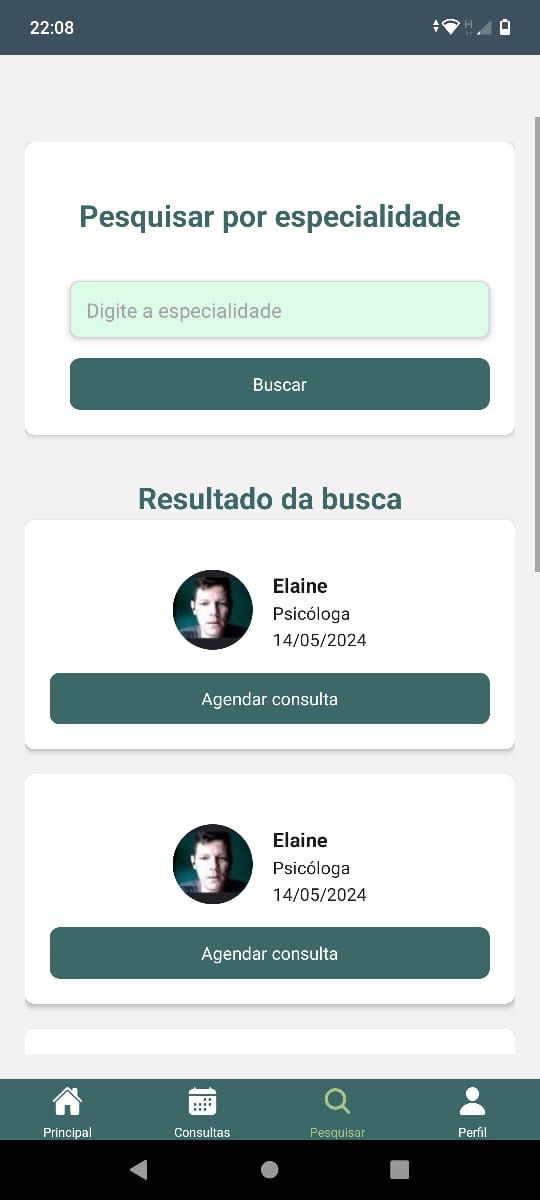 22:08
H
Pesquisar por especialidade
Digite a especialidade
Buscar
Resultado da busca
Elaine
Psicóloga
14/05/2024
Agendar consulta
Elaine
Psicóloga
14/05/2024
Agendar consulta
Principal
Consultas
Pesquisar
Perfil